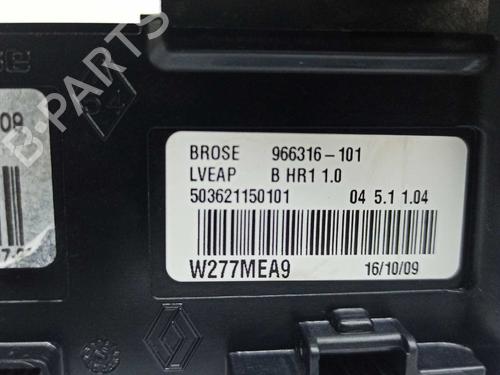 BROSE 966316-101
LVEAP B HR1 1.0
503621150101 04 5.1 1.04
W277MEA9 16/10/09
B-PARTS